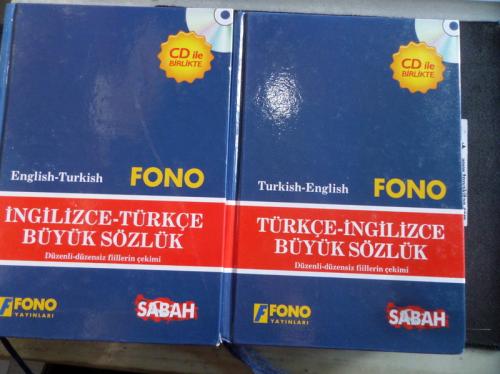 CD ile
BİRLİKTE
English-Turkish
FONO
İNGİLİZCE-TÜRKÇE
BÜYÜK SÖZLÜK
Düzenli-düzensiz fiillerin çekimi
FONO
YAYINLARI
SABAH
CD ile
BİRLİKTE
Turkish-English
FONO
TÜRKÇE-İNGİLİZCE
BÜYÜK SÖZLÜK
Düzenli-düzensiz fiillerin çekimi
FONO
YAYINLARI
SABAH